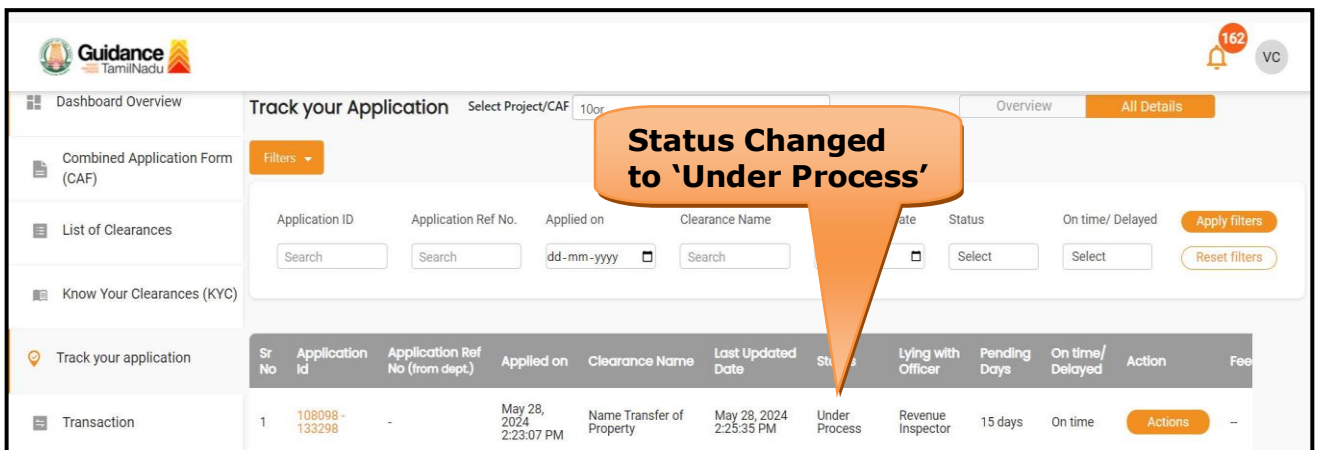 Guidance
TamilNadu
162
VC
Dashboard Overview
Track your Application
Select Project/CAF
10or
Overview
All Details
Status Changed
to ‘Under Process’
Combined Application Form
(CAF)
Filters
Application ID
Application Ref No.
Applied on
Clearance Name
ate
Status
On time/ Delayed
Apply filters
List of Clearances
Search
Search
dd-mm-yyyy
Search
Select
Select
Reset filters
Know Your Clearances (KYC)
Track your application
Sr
No
Application
Id
Application Ref
No (from dept.)
Applied on
Clearance Name
Last Updated
Date
Lying with
Officer
Pending
Days
On time/
Delayed
Action
Fee
Transaction
1
108098 -
133298
-
May 28,
2024
2:23:07 PM
Name Transfer of
Property
May 28, 2024
2:25:35 PM
Under
Process
Revenue
Inspector
15 days
On time
Actions
--